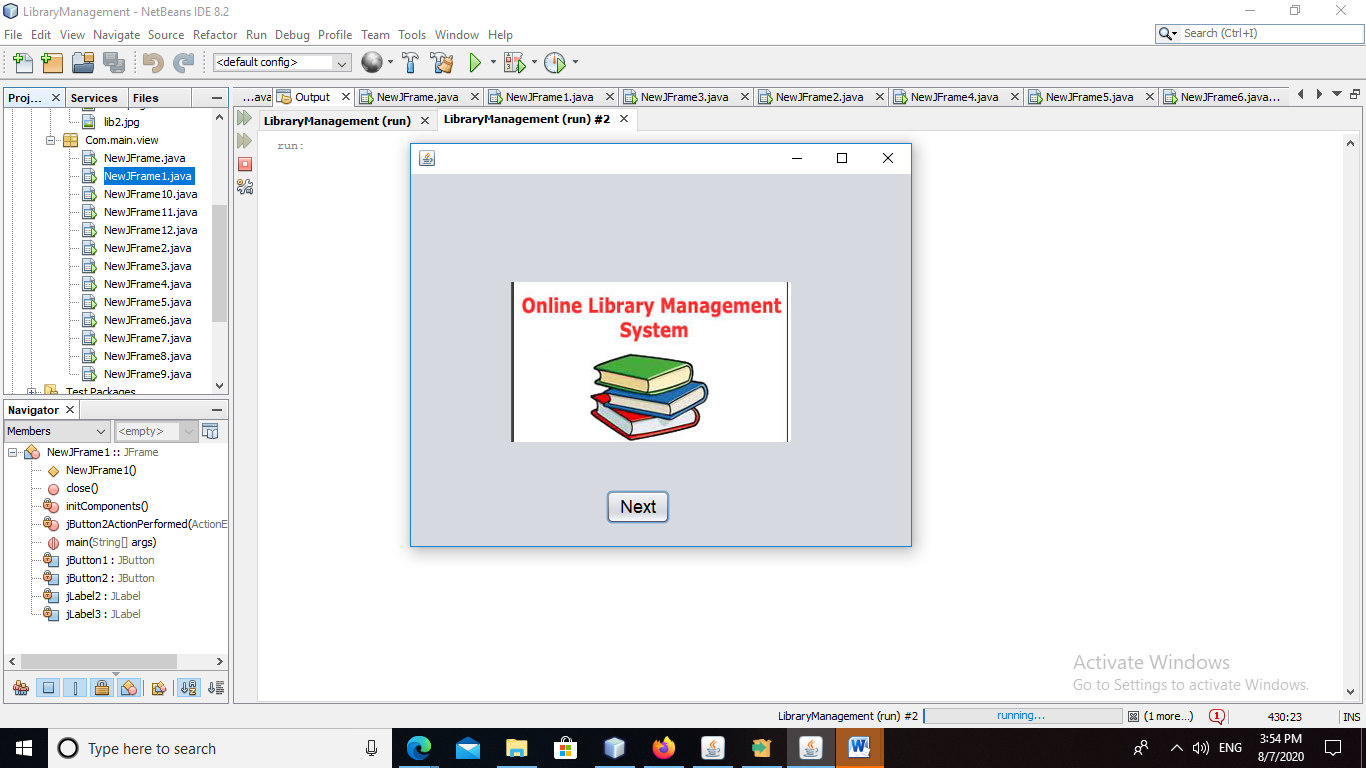 LibraryManagement - NetBeans IDE 8.2
File Edit View Navigate Source Refactor Run Debug Profile Team Tools Window Help
Search (Ctrl+I)
<default config>
Proj... Services Files
...ava Output NewJFrame.java NewJFrame1.java NewJFrame3.java NewJFrame2.java NewJFrame4.java NewJFrame5.java NewJFrame6.java...
LibraryManagement (run) LibraryManagement (run) #2
run:
lib2.jpg
Com.main.view
NewJFrame.java
NewJFrame1.java
NewJFrame10.java
NewJFrame11.java
NewJFrame12.java
NewJFrame2.java
NewJFrame3.java
NewJFrame4.java
NewJFrame5.java
NewJFrame6.java
NewJFrame7.java
NewJFrame8.java
NewJFrame9.java
Test Packages
Online Library Management
System
Next
Navigator
Members <empty>
NewJFrame1 :: JFrame
NewJFrame1()
close()
initComponents()
jButton2ActionPerformed(ActionE
main(String[] args)
jButton1 : JButton
jButton2 : JButton
jLabel2 : JLabel
jLabel3 : JLabel
Activate Windows
Go to Settings to activate Windows.
LibraryManagement (run) #2 running... (1 more...) 1 430:23 INS
Type here to search
ENG
3:54 PM
8/7/2020